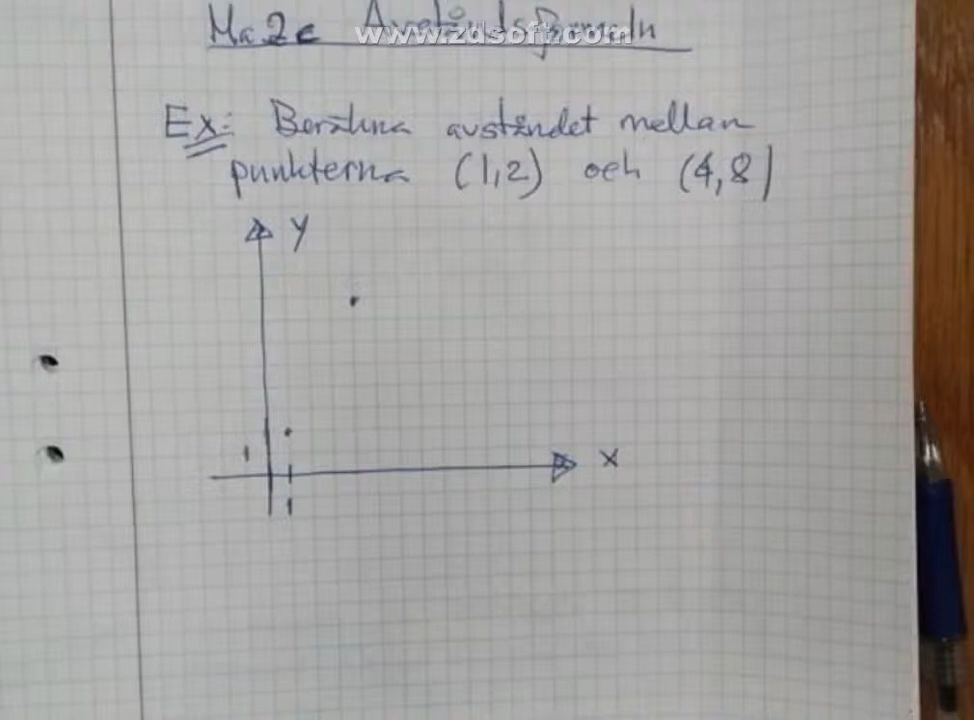 Ma2c Avståndsformeln
www.zdsoft.com
Ex: Beräkna avståndet mellan
punkterna (1,2) och (4,8)
y
1
x
1